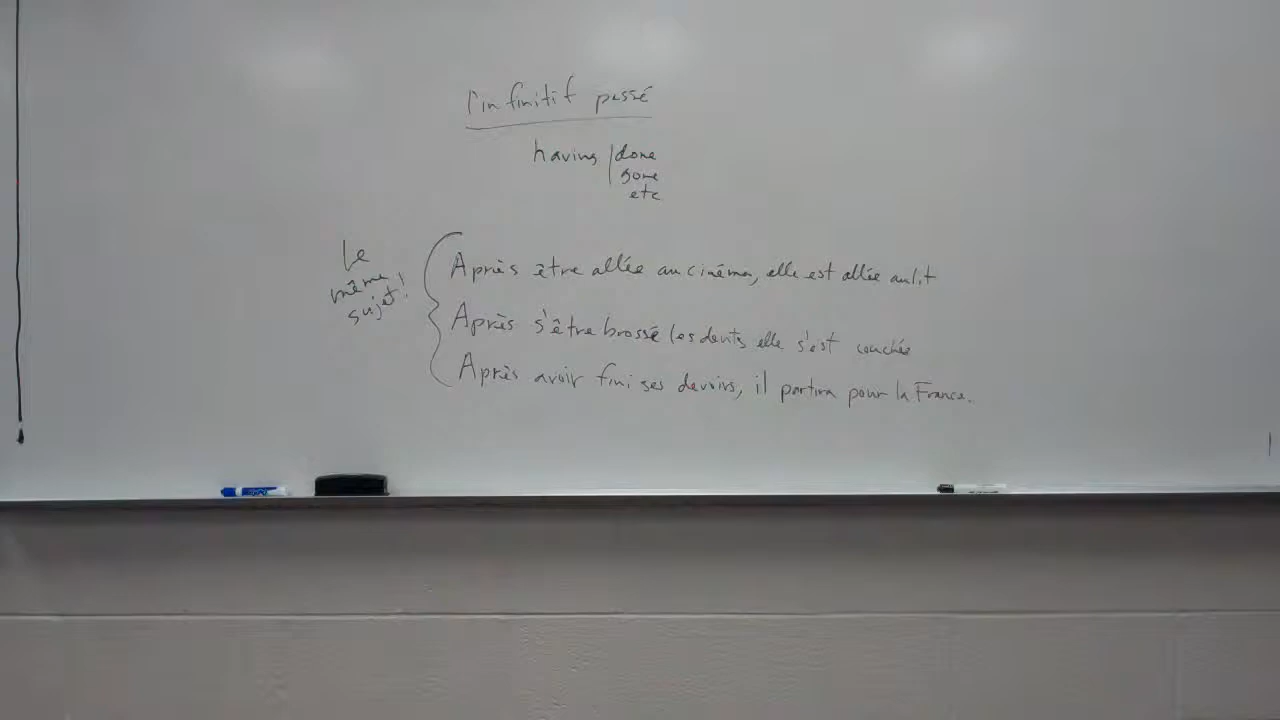 l'infinitif passé
having | done
gone
etc
Le
même
sujet!
Après être allée au cinéma, elle est allée au lit
Après s'être brossé les dents elle s'est couchée
Après avoir fini ses devoirs, il partira pour la France.